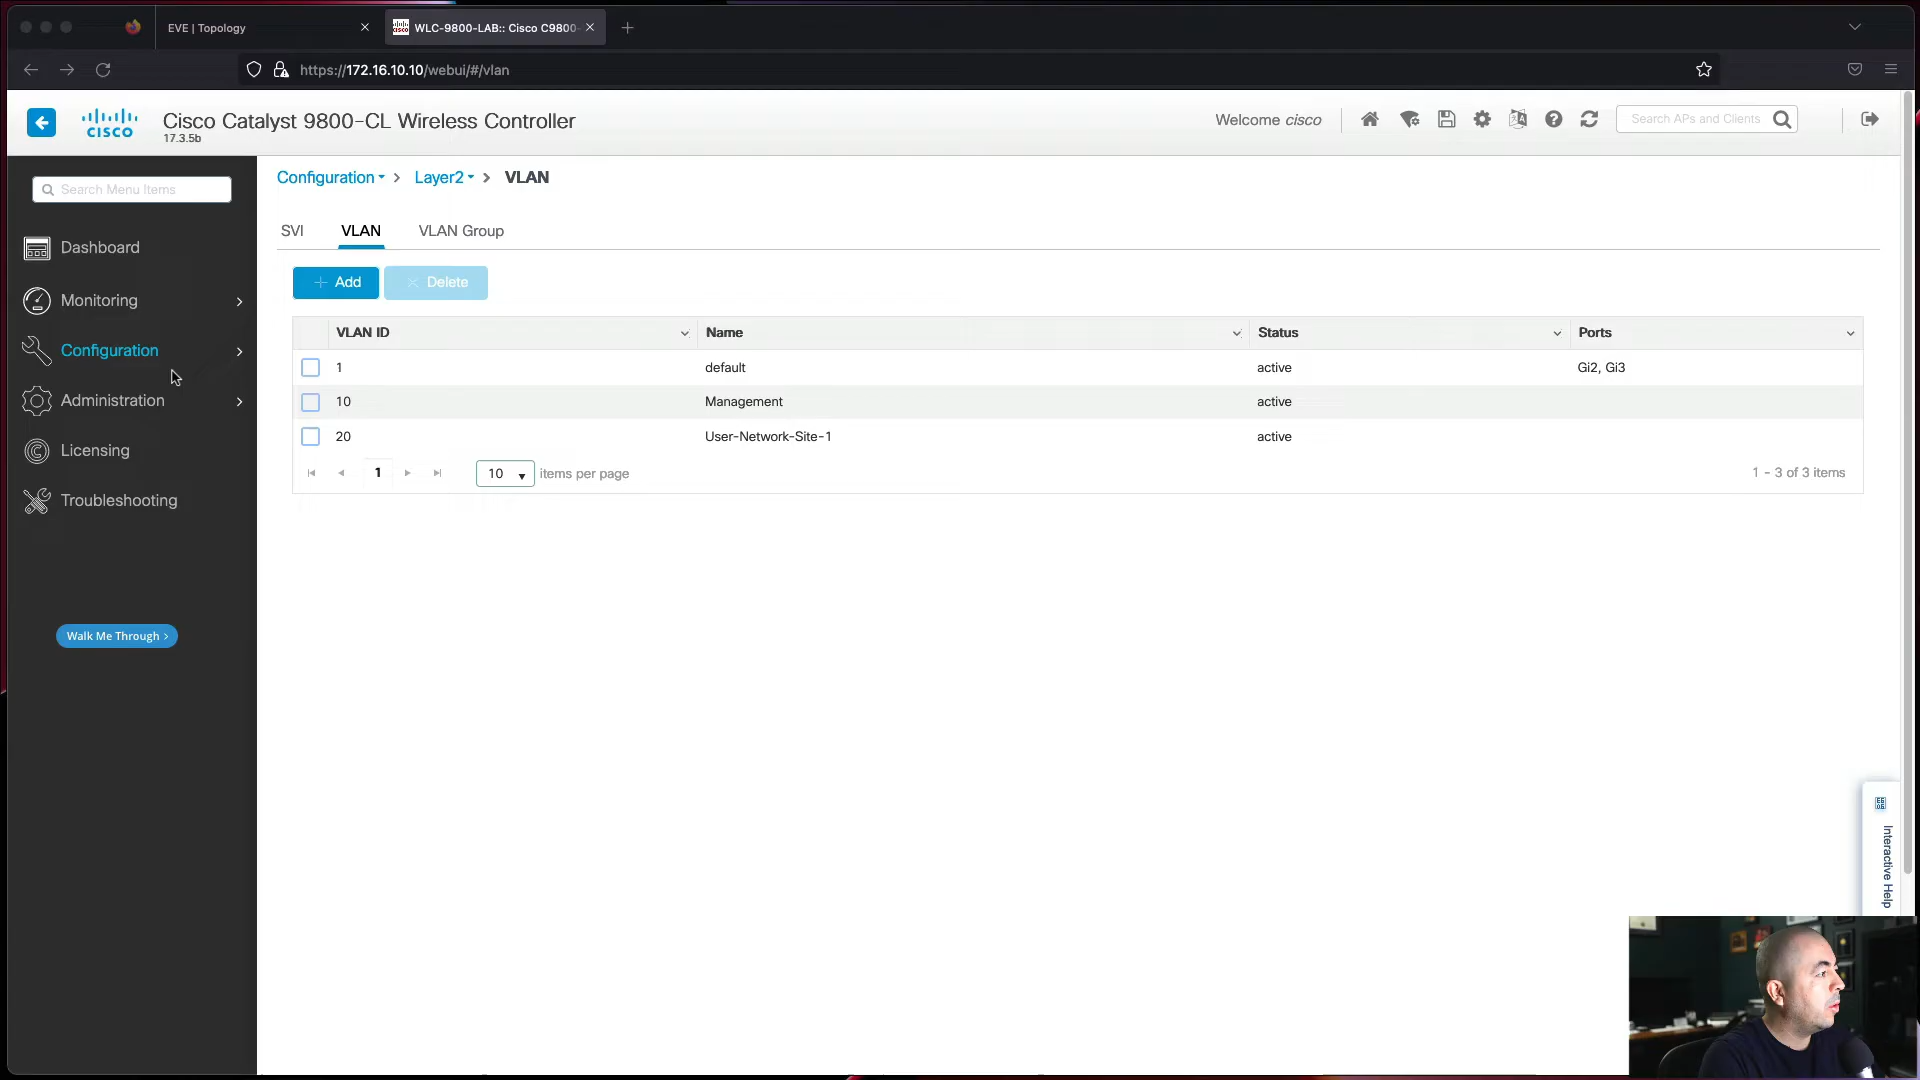 EVE | Topology
WLC-9800-LAB:: Cisco C9800-
https://172.16.10.10/webui/#/vlan
cisco
Cisco Catalyst 9800-CL Wireless Controller
17.3.5b
Welcome cisco
Search APs and Clients
Search Menu Items
Dashboard
Monitoring
Configuration
Administration
Licensing
Troubleshooting
Walk Me Through >
Configuration > Layer2 > VLAN
SVI VLAN VLAN Group
+ Add × Delete
VLAN ID Name Status Ports
1 default active Gi2, Gi3
10 Management active
20 User-Network-Site-1 active
1 10 items per page 1 - 3 of 3 items
Interactive Help